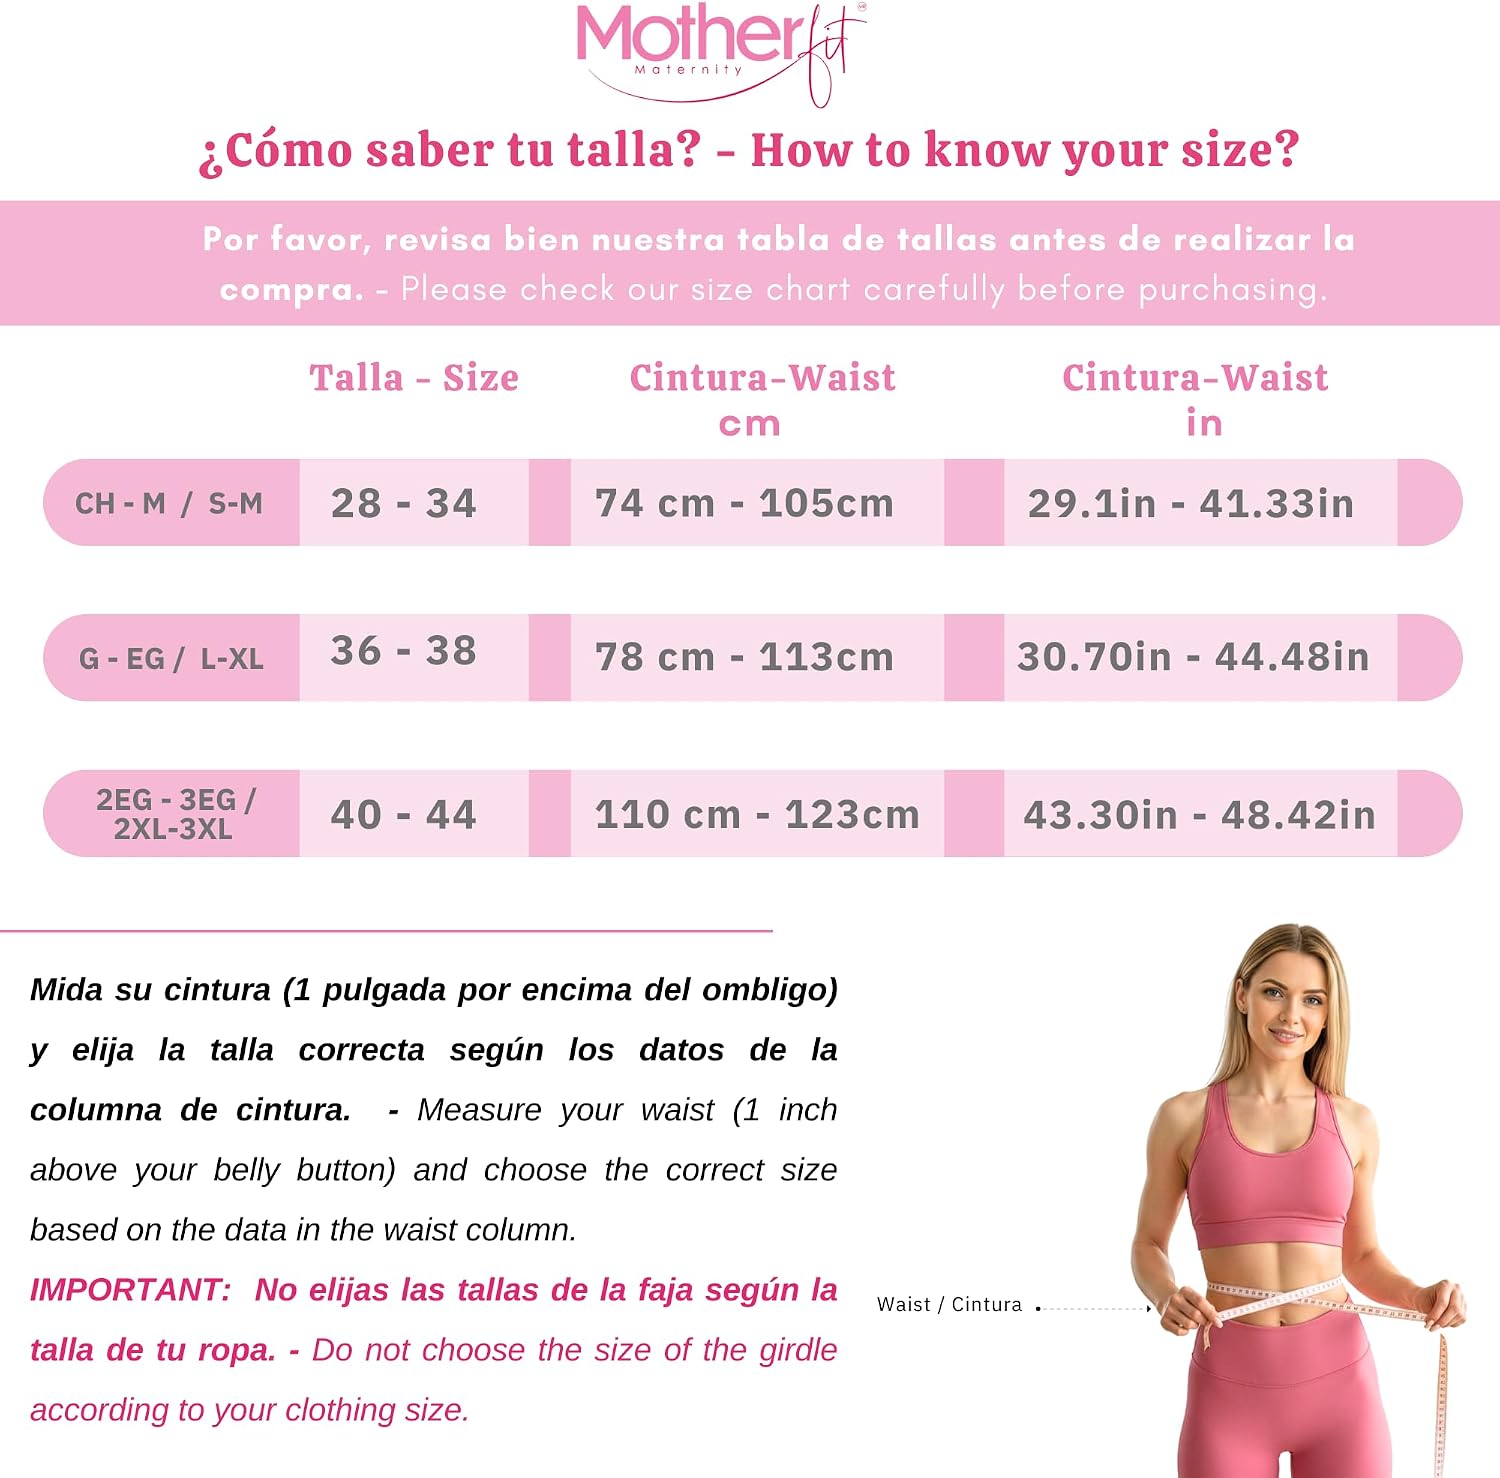 Motherfit MR
Maternity
¿Cómo saber tu talla? - How to know your size?
Por favor, revisa bien nuestra tabla de tallas antes de realizar la
compra. - Please check our size chart carefully before purchasing.
Talla - Size
Cintura-Waist
cm
Cintura-Waist
in
CH - M / S-M
28 - 34
74 cm - 105cm
29.1in - 41.33in
G - EG / L-XL
36 - 38
78 cm - 113cm
30.70in - 44.48in
2EG - 3EG /
2XL-3XL
40 - 44
110 cm - 123cm
43.30in - 48.42in
Mida su cintura (1 pulgada por encima del ombligo)
y elija la talla correcta según los datos de la
columna de cintura. - Measure your waist (1 inch
above your belly button) and choose the correct size
based on the data in the waist column.
IMPORTANT: No elijas las tallas de la faja según la
talla de tu ropa. - Do not choose the size of the girdle
according to your clothing size.
Waist / Cintura